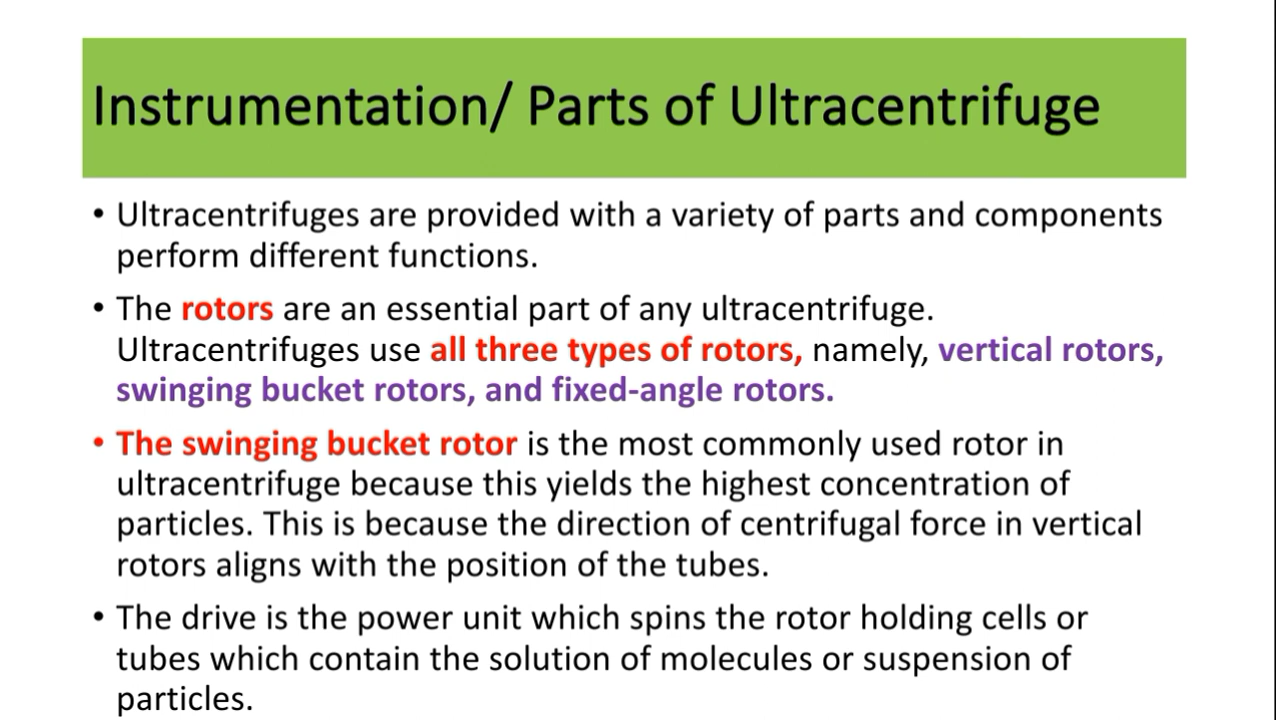 Instrumentation/ Parts of Ultracentrifuge
• Ultracentrifuges are provided with a variety of parts and components
perform different functions.
• The rotors are an essential part of any ultracentrifuge.
Ultracentrifuges use all three types of rotors, namely, vertical rotors,
swinging bucket rotors, and fixed-angle rotors.
• The swinging bucket rotor is the most commonly used rotor in
ultracentrifuge because this yields the highest concentration of
particles. This is because the direction of centrifugal force in vertical
rotors aligns with the position of the tubes.
• The drive is the power unit which spins the rotor holding cells or
tubes which contain the solution of molecules or suspension of
particles.